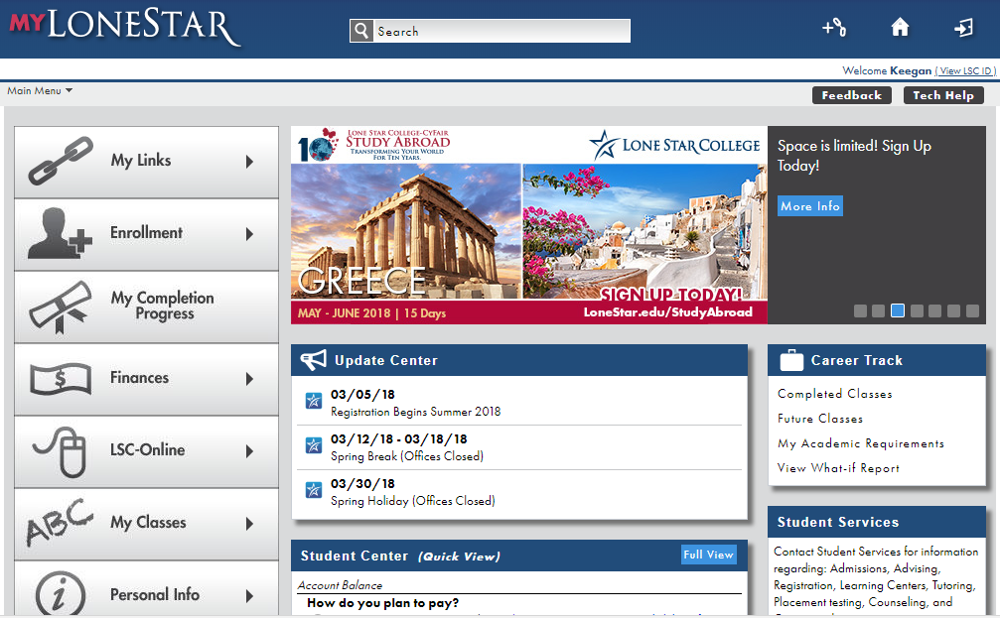 MYLONESTAR
Search
Welcome Keegan ( View LSC ID )
Main Menu
Feedback
Tech Help
My Links
Enrollment
My Completion
Progress
Finances
LSC-Online
My Classes
Personal Info
10
LONE STAR COLLEGE-CYFAIR
STUDY ABROAD
TRANSFORMING YOUR WORLD
FOR TEN YEARS.
LONE STAR COLLEGE
GREECE
SIGN UP TODAY!
MAY - JUNE 2018 | 15 Days
LoneStar.edu/StudyAbroad
Space is limited! Sign Up
Today!
More Info
Update Center
03/05/18
Registration Begins Summer 2018
03/12/18 - 03/18/18
Spring Break (Offices Closed)
03/30/18
Spring Holiday (Offices Closed)
Student Center (Quick View)
Full View
Account Balance
How do you plan to pay?
Career Track
Completed Classes
Future Classes
My Academic Requirements
View What-if Report
Student Services
Contact Student Services for information
regarding: Admissions, Advising,
Registration, Learning Centers, Tutoring,
Placement testing, Counseling, and